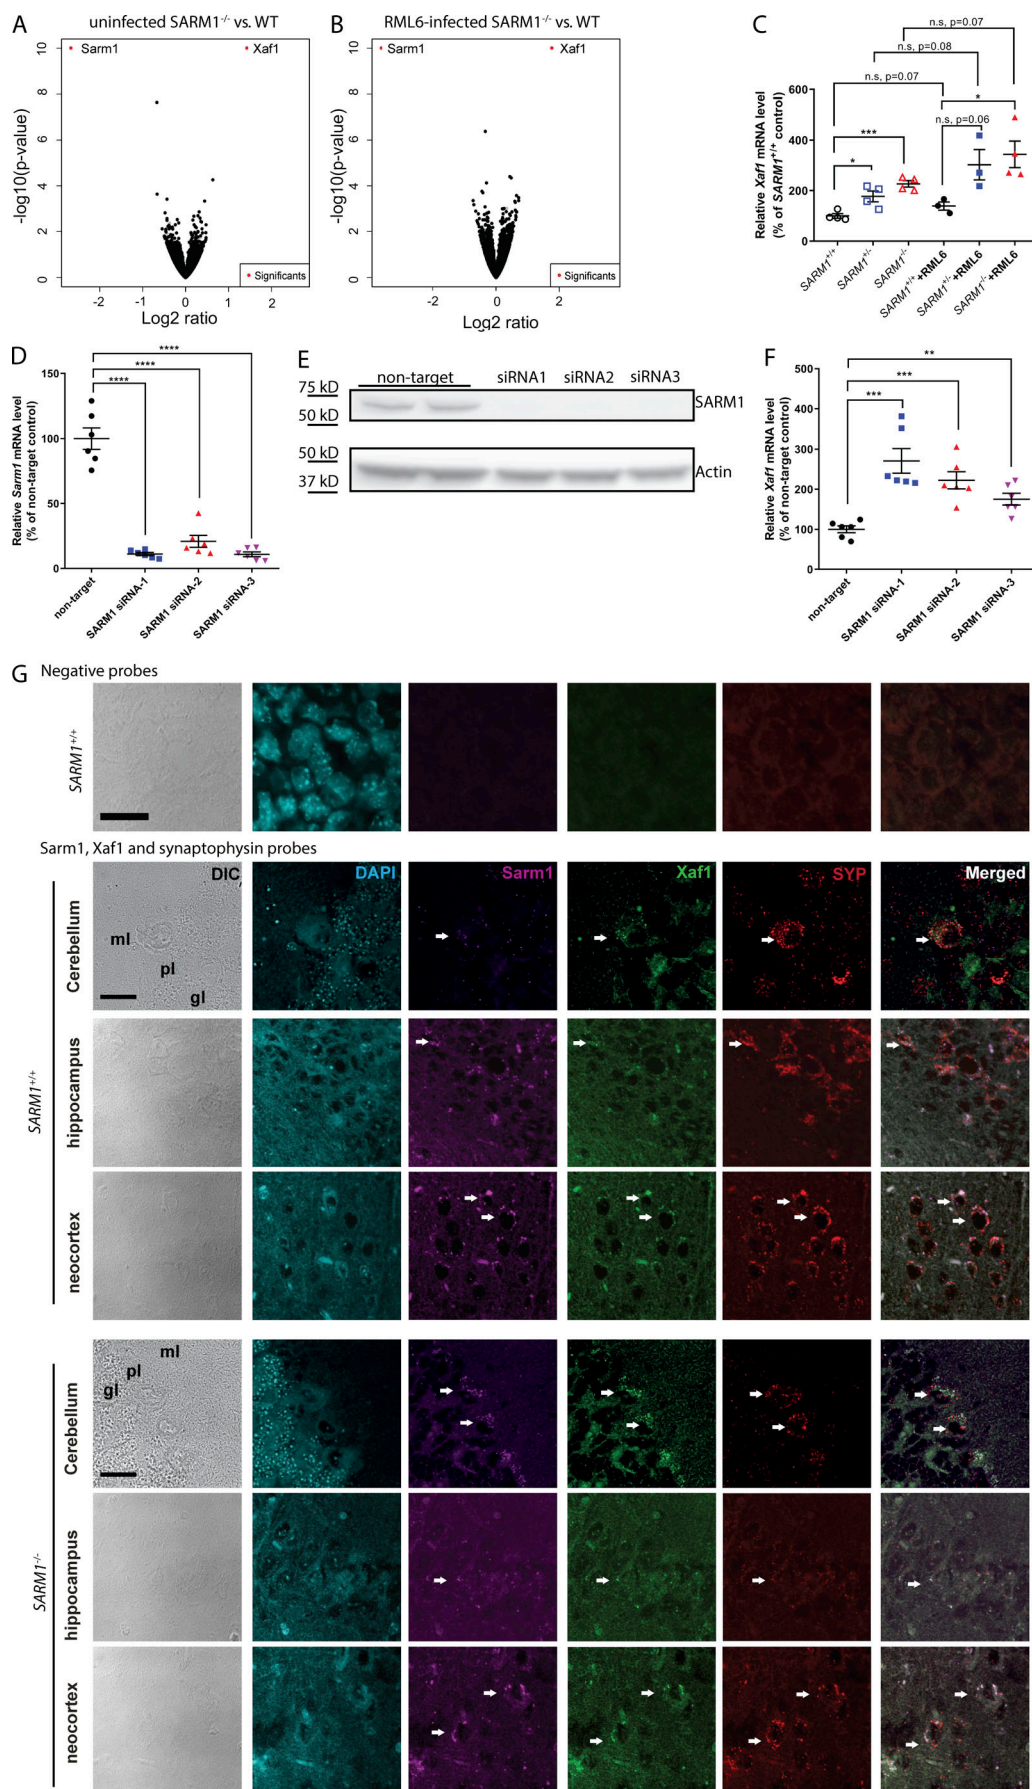 A
uninfected SARM1-/- vs. WT
Sarm1
Xaf1
-log10(p-value)
10
8
6
4
2
0
-2
-1
0
1
2
Significants
Log2 ratio
B
RML6-infected SARM1-/- vs. WT
Sarm1
Xaf1
-log10(p-value)
10
8
6
4
2
0
-2
0
2
Significants
Log2 ratio
C
n.s, p=0.07
n.s, p=0.08
n.s, p=0.07
*
n.s, p=0.06
***
*
Relative Xaf1 mRNA level
(% of SARM1+/+ control)
600
400
200
0
SARM1+/+
SARM1+/-
SARM1-/-
SARM1+/++RML6
SARM1+/-+RML6
SARM1-/-+RML6
D
****
****
****
Relative Sarm1 mRNA level
(% of non-target control)
150
100
50
0
non-target
SARM1 siRNA-1
SARM1 siRNA-2
SARM1 siRNA-3
E
non-target siRNA1 siRNA2 siRNA3
75 kD
50 kD
SARM1
50 kD
37 kD
Actin
F
**
***
***
Relative Xaf1 mRNA level
(% of non-target control)
500
400
300
200
100
0
non-target
SARM1 siRNA-1
SARM1 siRNA-2
SARM1 siRNA-3
G Negative probes
SARM1+/+
Sarm1, Xaf1 and synaptophysin probes
DIC DAPI Sarm1 Xaf1 SYP Merged
SARM1+/+
Cerebellum
ml
pl
gl
hippocampus
neocortex
SARM1-/-
Cerebellum
ml
pl
gl
hippocampus
neocortex